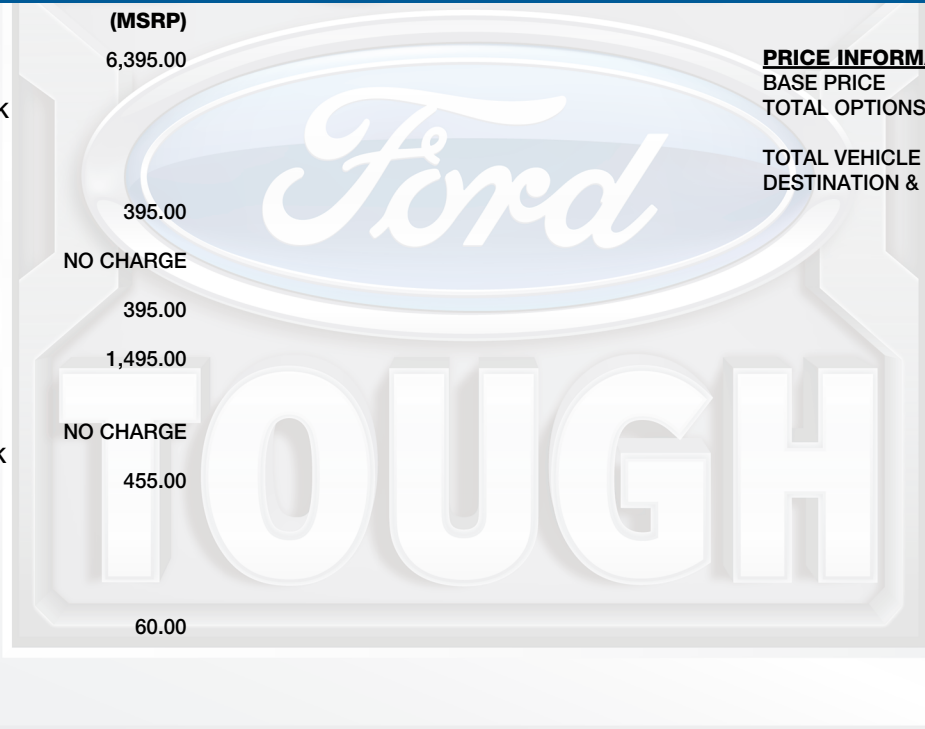 (MSRP)
6,395.00
K
395.00
NO CHARGE
395.00
1,495.00
NO CHARGE
K
455.00
60.00
PRICE INFORMA
BASE PRICE
TOTAL OPTIONS
TOTAL VEHICLE
DESTINATION &
Ford
TOUGH